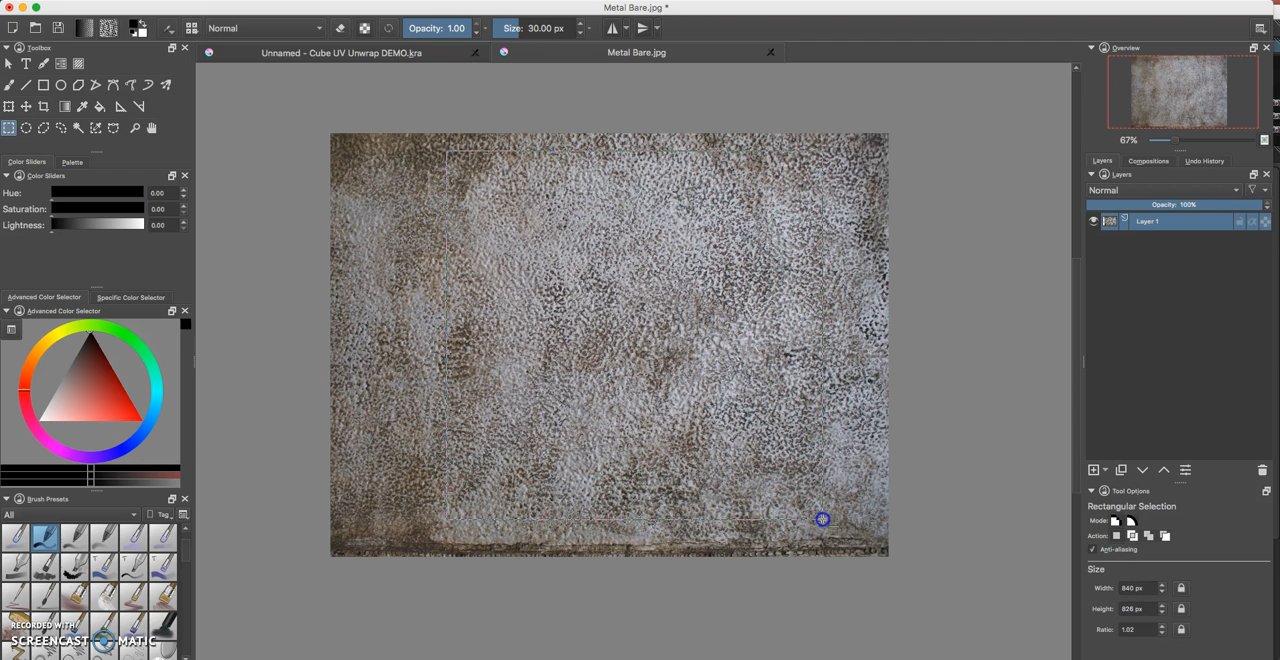 Metal Bare.jpg *
Normal
Opacity: 1.00
Size: 30.00 px
Toolbox
Unnamed - Cube UV Unwrap DEMO.kra
Metal Bare.jpg
Overview
67%
Color Sliders
Palette
Color Sliders
Hue:
0.00
Saturation:
0.00
Lightness:
0.00
Advanced Color Selector
Specific Color Selector
Advanced Color Selector
Brush Presets
All
Tag
RECORDED WITH
SCREENCAST MATIC
Layers
Compositions
Undo History
Layers
Normal
Opacity: 100%
Layer 1
Tool Options
Rectangular Selection
Mode:
Action:
Anti-aliasing
Size
Width:
840 px
Height:
826 px
Ratio:
1.02